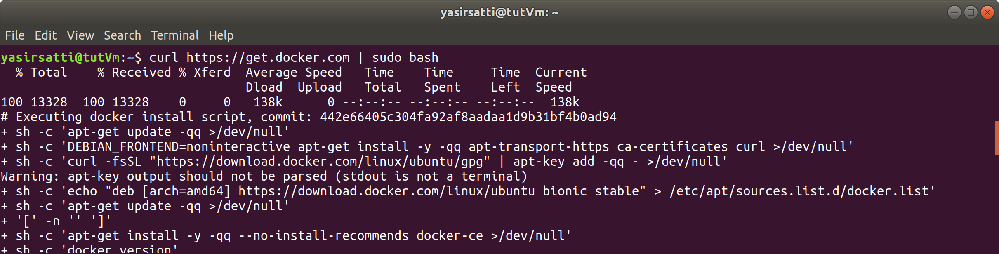 yasirsatti@tutVm: ~
File Edit View Search Terminal Help
yasirsatti@tutVm:~$ curl https://get.docker.com | sudo bash
  % Total    % Received % Xferd  Average Speed   Time    Time     Time  Current
                                 Dload  Upload   Total   Spent    Left  Speed
100 13328  100 13328    0     0   138k      0 --:--:-- --:--:-- --:--:--  138k
# Executing docker install script, commit: 442e66405c304fa92af8aadaa1d9b31bf4b0ad94
+ sh -c 'apt-get update -qq >/dev/null'
+ sh -c 'DEBIAN_FRONTEND=noninteractive apt-get install -y -qq apt-transport-https ca-certificates curl >/dev/null'
+ sh -c 'curl -fsSL "https://download.docker.com/linux/ubuntu/gpg" | apt-key add -qq - >/dev/null'
Warning: apt-key output should not be parsed (stdout is not a terminal)
+ sh -c 'echo "deb [arch=amd64] https://download.docker.com/linux/ubuntu bionic stable" > /etc/apt/sources.list.d/docker.list'
+ sh -c 'apt-get update -qq >/dev/null'
+ '[' -n '' ']'
+ sh -c 'apt-get install -y -qq --no-install-recommends docker-ce >/dev/null'
+ sh -c 'docker version'